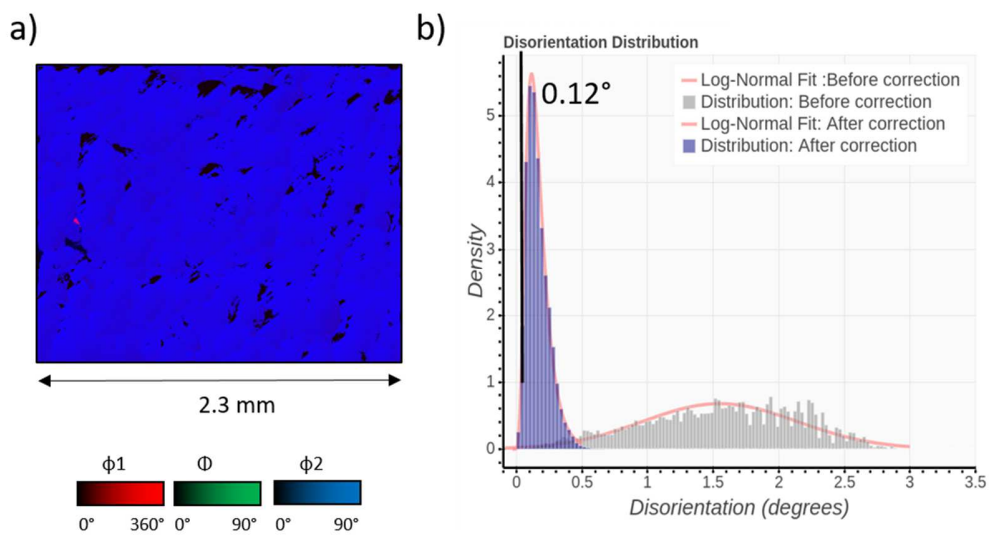 a)
2.3 mm
ϕ1 Φ ϕ2
0° 360° 0° 90° 0° 90°
b)
Disorientation Distribution
0.12°
Log-Normal Fit :Before correction
Distribution: Before correction
Log-Normal Fit: After correction
Distribution: After correction
Density
5
4
3
2
1
0
0 0.5 1 1.5 2 2.5 3 3.5
Disorientation (degrees)